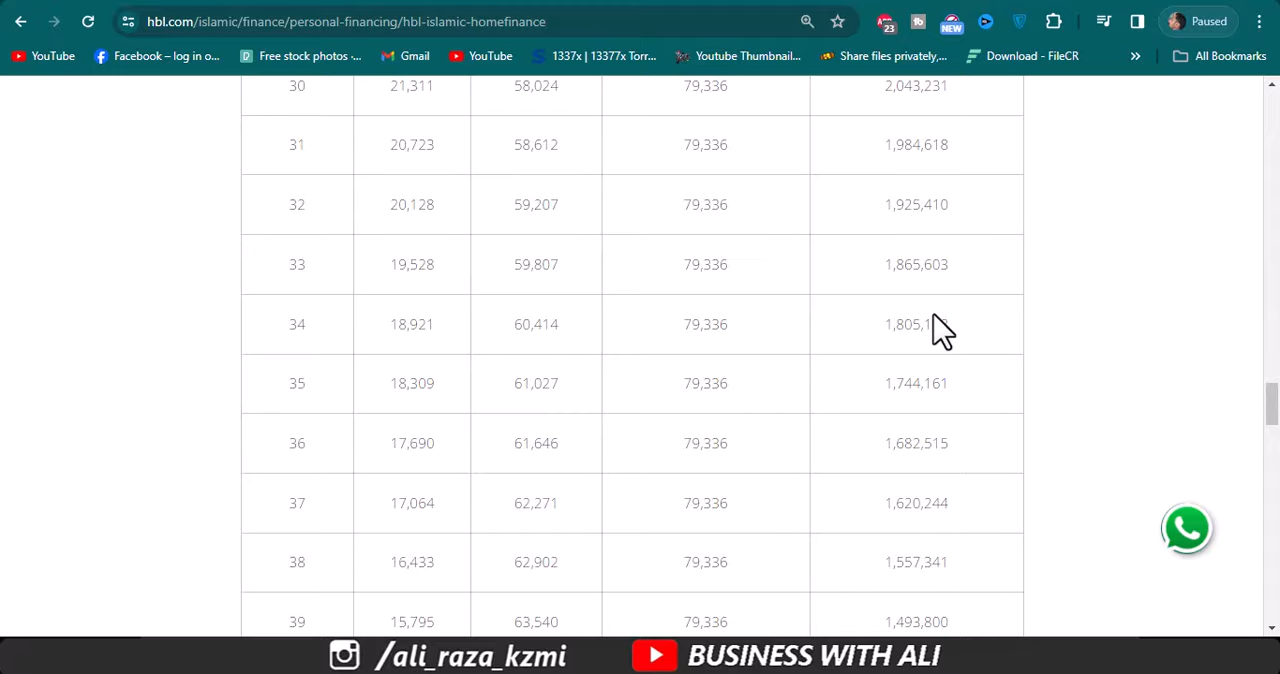 hbl.com/islamic/finance/personal-financing/hbl-islamic-homefinance
23
NEW
Paused
YouTube
Facebook – log in o...
Free stock photos ·...
Gmail
YouTube
1337x | 13377x Torr...
Youtube Thumbnail...
Share files privately,...
Download - FileCR
»
All Bookmarks
30 21,311 58,024 79,336 2,043,231
31 20,723 58,612 79,336 1,984,618
32 20,128 59,207 79,336 1,925,410
33 19,528 59,807 79,336 1,865,603
34 18,921 60,414 79,336
35 18,309 61,027 79,336 1,744,161
36 17,690 61,646 79,336 1,682,515
37 17,064 62,271 79,336 1,620,244
38 16,433 62,902 79,336 1,557,341
39 15,795 63,540 79,336 1,493,800
/ali_raza_kzmi
BUSINESS WITH ALI